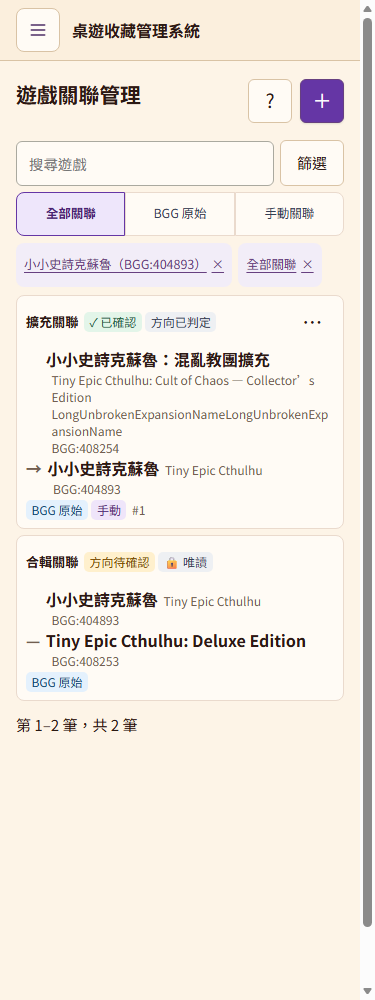 桌遊收藏管理系統
遊戲關聯管理
?
+
搜尋遊戲
篩選
全部關聯
BGG 原始
手動關聯
小小史詩克蘇魯（BGG:404893） ×
全部關聯 ×
擴充關聯 ✓已確認 方向已判定 ···
小小史詩克蘇魯：混亂教團擴充
Tiny Epic Cthulhu: Cult of Chaos — Collector’s
Edition
LongUnbrokenExpansionNameLongUnbrokenExp
ansionName
BGG:408254
→ 小小史詩克蘇魯 Tiny Epic Cthulhu
BGG:404893
BGG 原始 手動 #1
合輯關聯 方向待確認 🔒 唯讀
小小史詩克蘇魯 Tiny Epic Cthulhu
BGG:404893
— Tiny Epic Cthulhu: Deluxe Edition
BGG:408253
BGG 原始
第 1–2 筆，共 2 筆